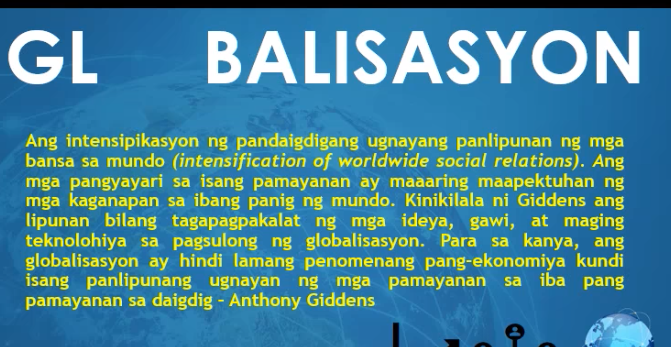 GL BALISASYON
Ang intensipikasyon ng pandaigdigang ugnayang panlipunan ng mga
bansa sa mundo (intensification of worldwide social relations). Ang
mga pangyayari sa isang pamayanan ay maaaring maapektuhan ng
mga kaganapan sa ibang panig ng mundo. Kinikilala ni Giddens ang
lipunan bilang tagapagpakalat ng mga ideya, gawi, at maging
teknolohiya sa pagsulong ng globalisasyon. Para sa kanya, ang
globalisasyon ay hindi lamang penomenang pang-ekonomiya kundi
isang panlipunang ugnayan ng mga pamayanan sa iba pang
pamayanan sa daigdig – Anthony Giddens